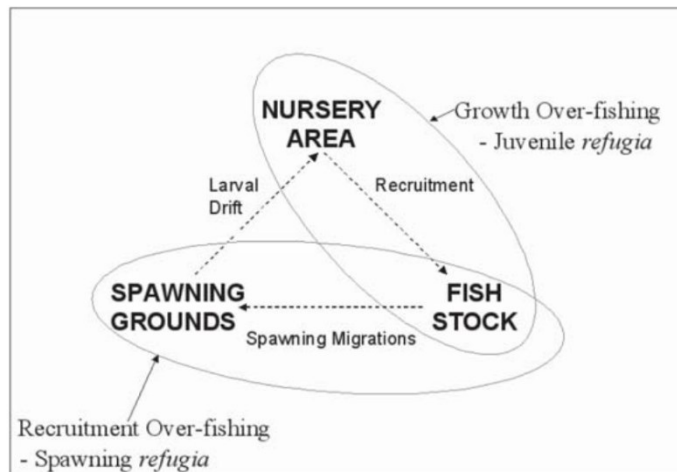 NURSERY
AREA
Growth Over-fishing
- Juvenile refugia
Larval
Drift
Recruitment
SPAWNING
GROUNDS
FISH
STOCK
Spawning Migrations
Recruitment Over-fishing
- Spawning refugia